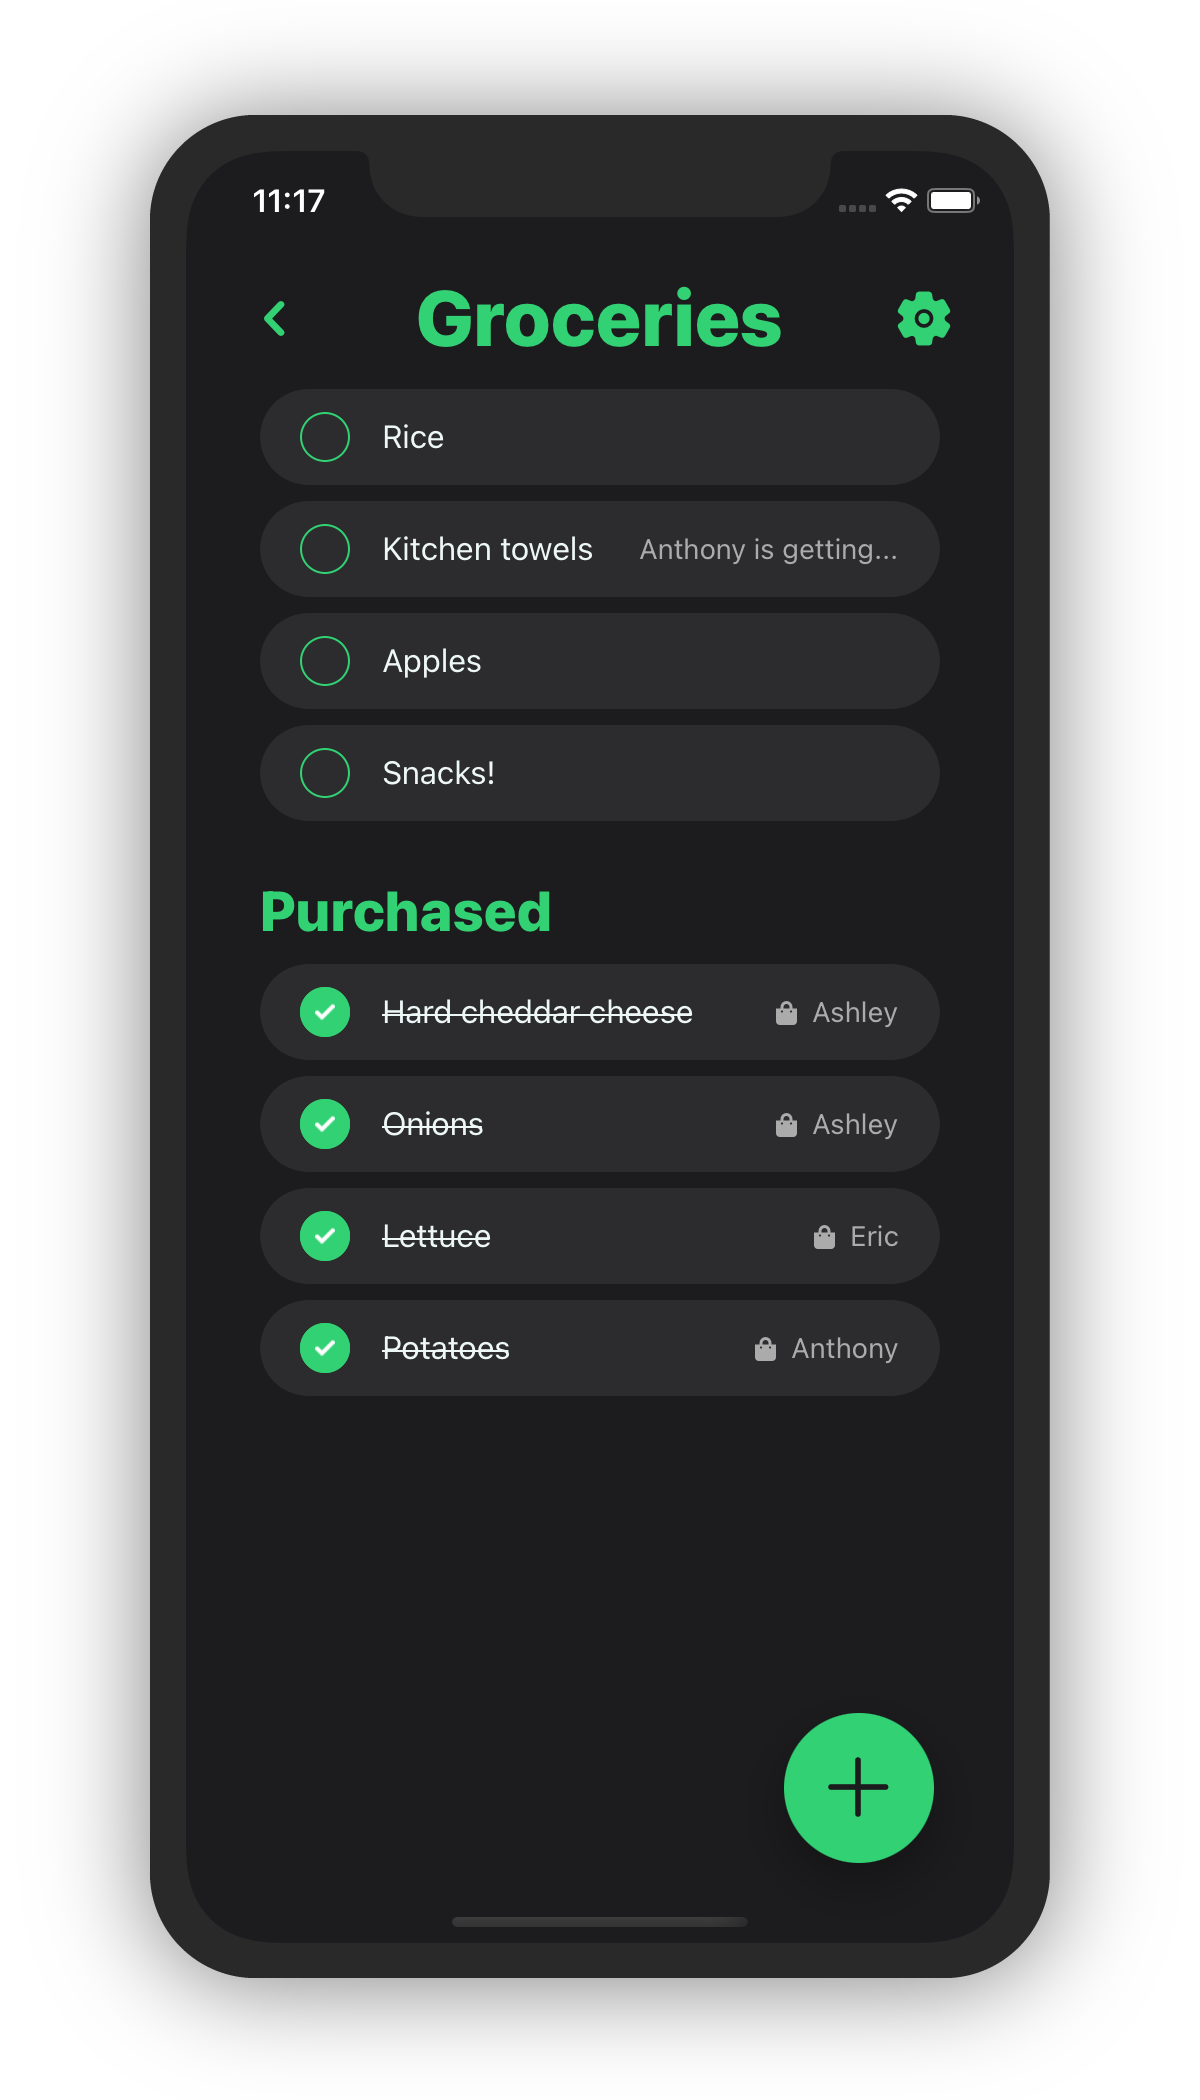 11:17
Groceries
Rice
Kitchen towels Anthony is getting...
Apples
Snacks!
Purchased
Hard cheddar cheese Ashley
Onions Ashley
Lettuce Eric
Potatoes Anthony